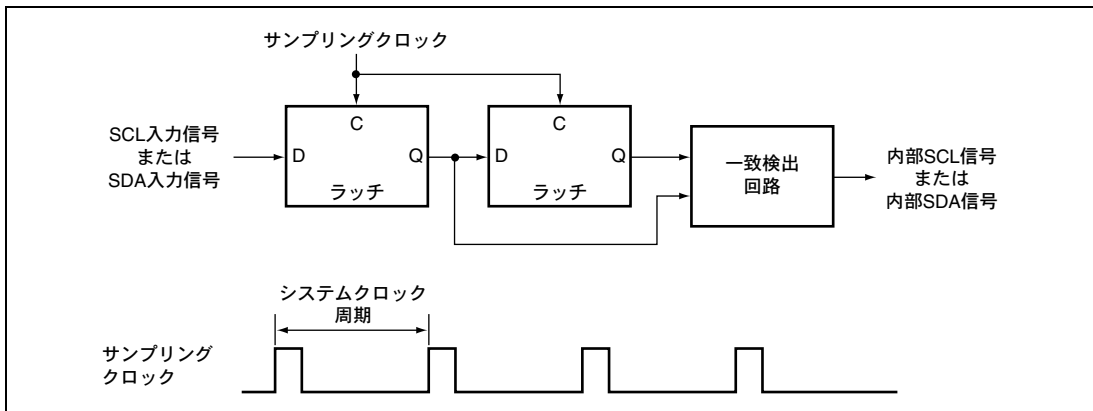 サンプリングクロック
SCL入力信号
または
SDA入力信号
C
D
Q
ラッチ
C
D
Q
ラッチ
一致検出
回路
内部SCL信号
または
内部SDA信号
システムクロック
周期
サンプリング
クロック